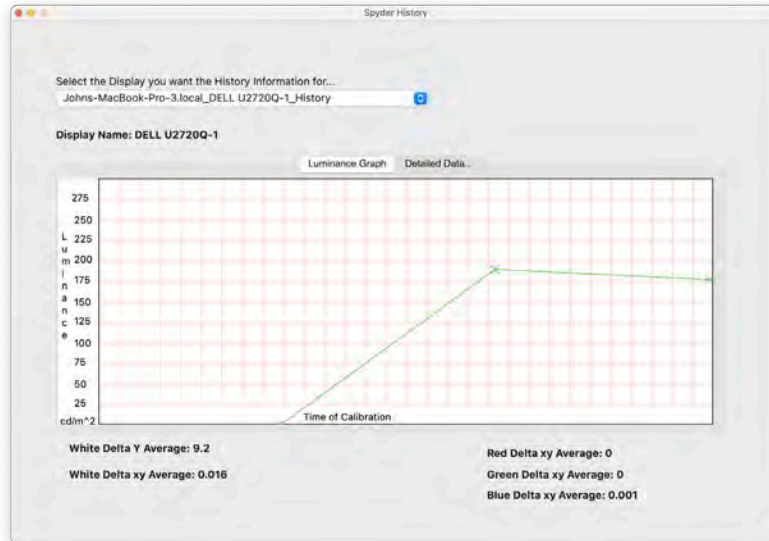 Spyder History
Select the Display you want the History Information for...
Johns-MacBook-Pro-3.local_DELL U2720Q-1_History
Display Name: DELL U2720Q-1
Luminance Graph Detailed Data...
275
250
225
200
175
150
125
100
75
50
25
cd/m^2
Luminance
Time of Calibration
White Delta Y Average: 9.2
White Delta xy Average: 0.016
Red Delta xy Average: 0
Green Delta xy Average: 0
Blue Delta xy Average: 0.001